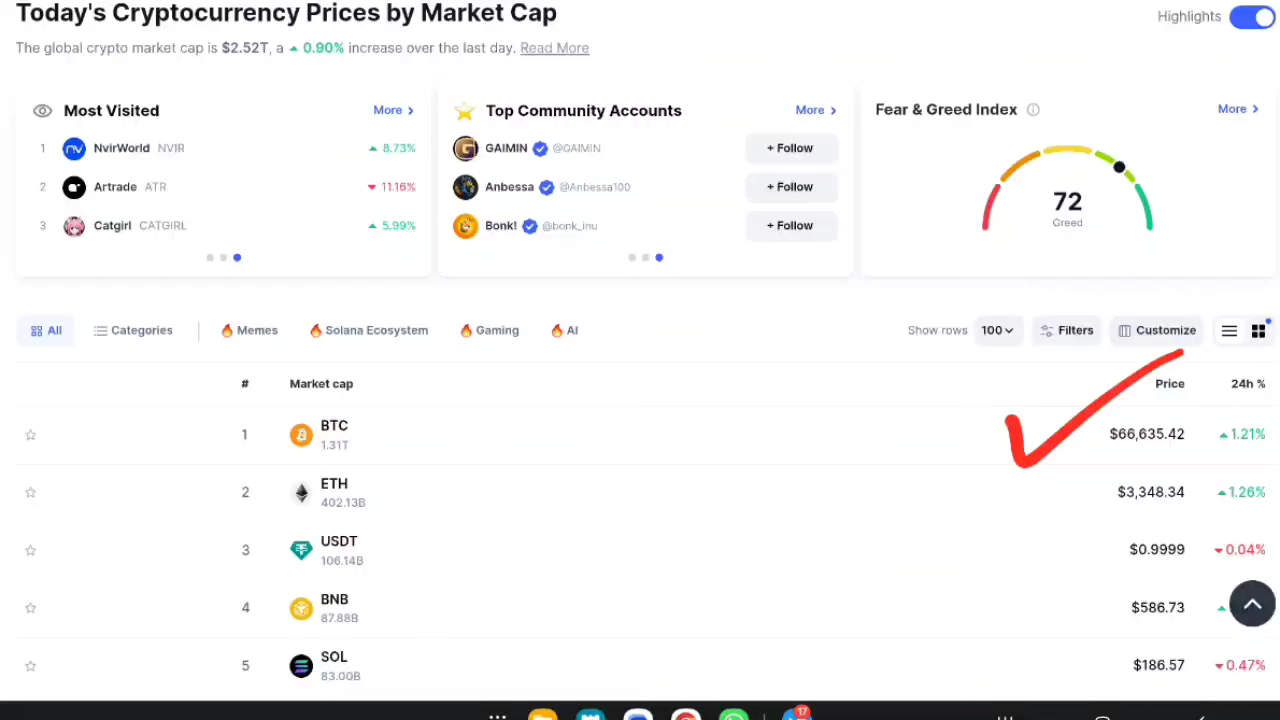 Today's Cryptocurrency Prices by Market Cap
Highlights
The global crypto market cap is $2.52T, a 0.90% increase over the last day. Read More
Most Visited
More
1 NvirWorld NVIR 8.73%
2 Artrade ATR 11.16%
3 Catgirl CATGIRL 5.99%
Top Community Accounts
More
GAIMIN @GAIMIN + Follow
Anbessa @Anbessa100 + Follow
Bonk! @bonk_inu + Follow
Fear & Greed Index
More
72
Greed
All Categories Memes Solana Ecosystem Gaming AI Show rows 100 Filters Customize
# Market cap Price 24h %
1 BTC $66,635.42 1.21%
1.31T
2 ETH $3,348.34 1.26%
402.13B
3 USDT $0.9999 0.04%
106.14B
4 BNB $586.73
87.88B
5 SOL $186.57 0.47%
83.00B
17